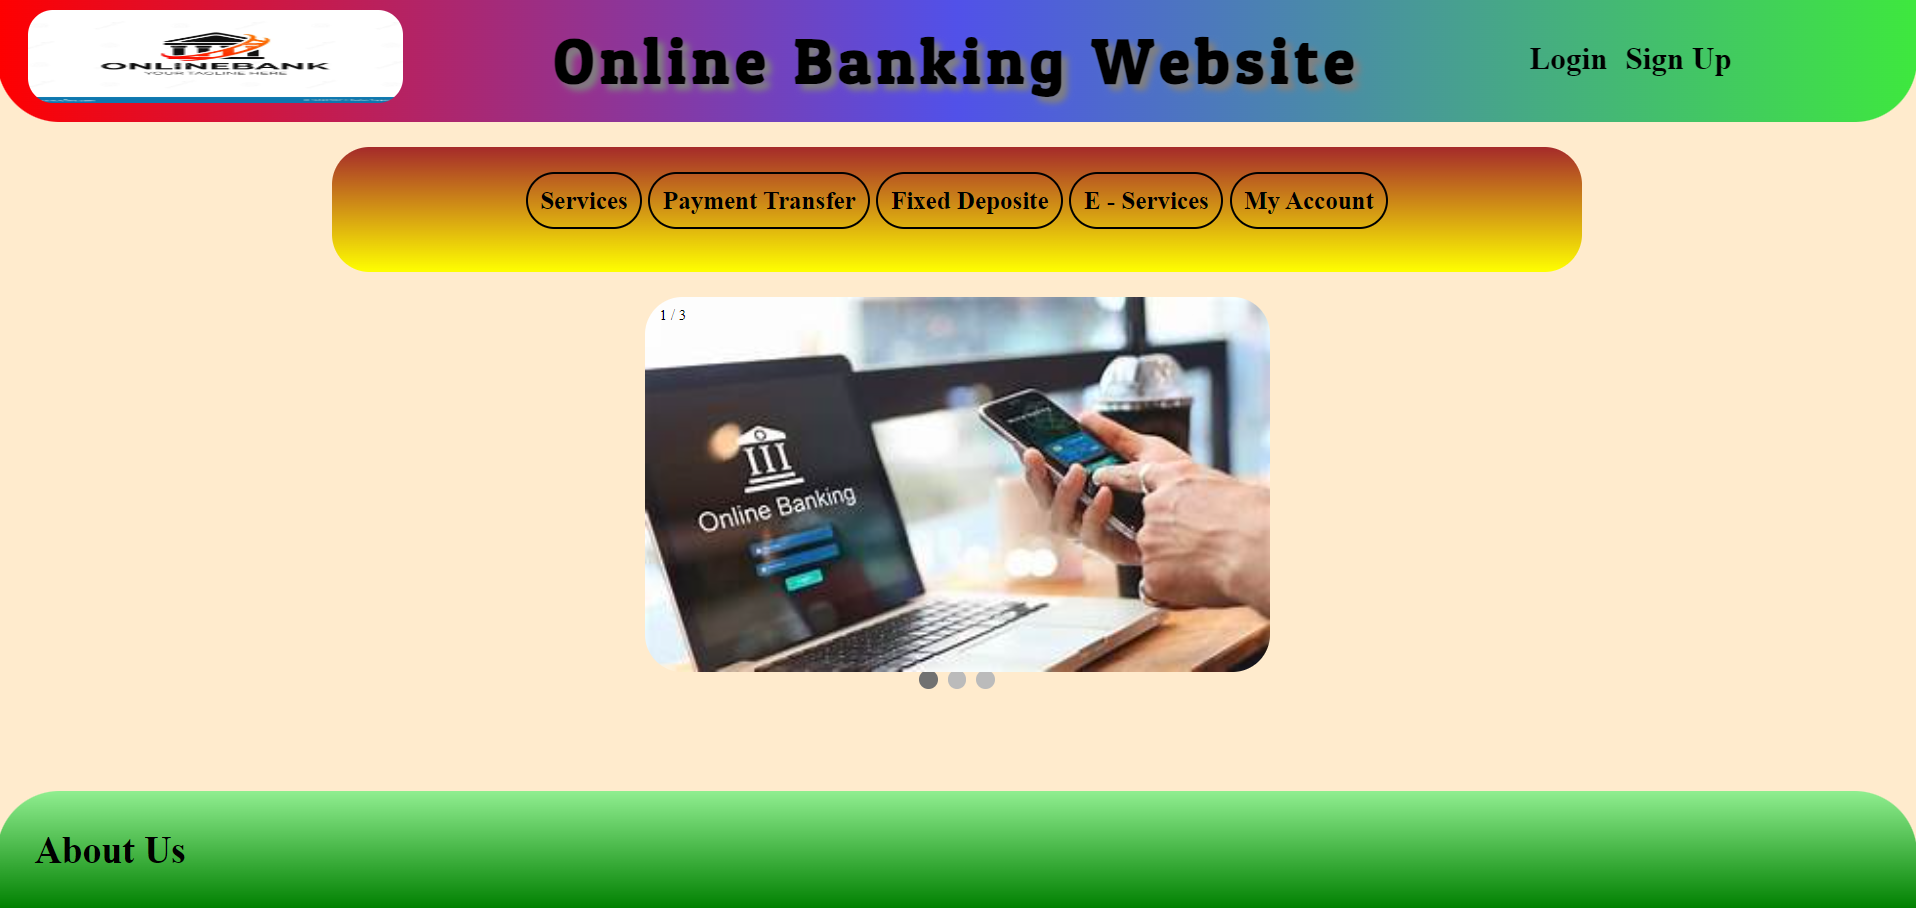 ONLINEBANK
YOUR TAGLINE HERE
Online Banking Website
Login Sign Up
Services Payment Transfer Fixed Deposite E - Services My Account
1 / 3
Online Banking
About Us